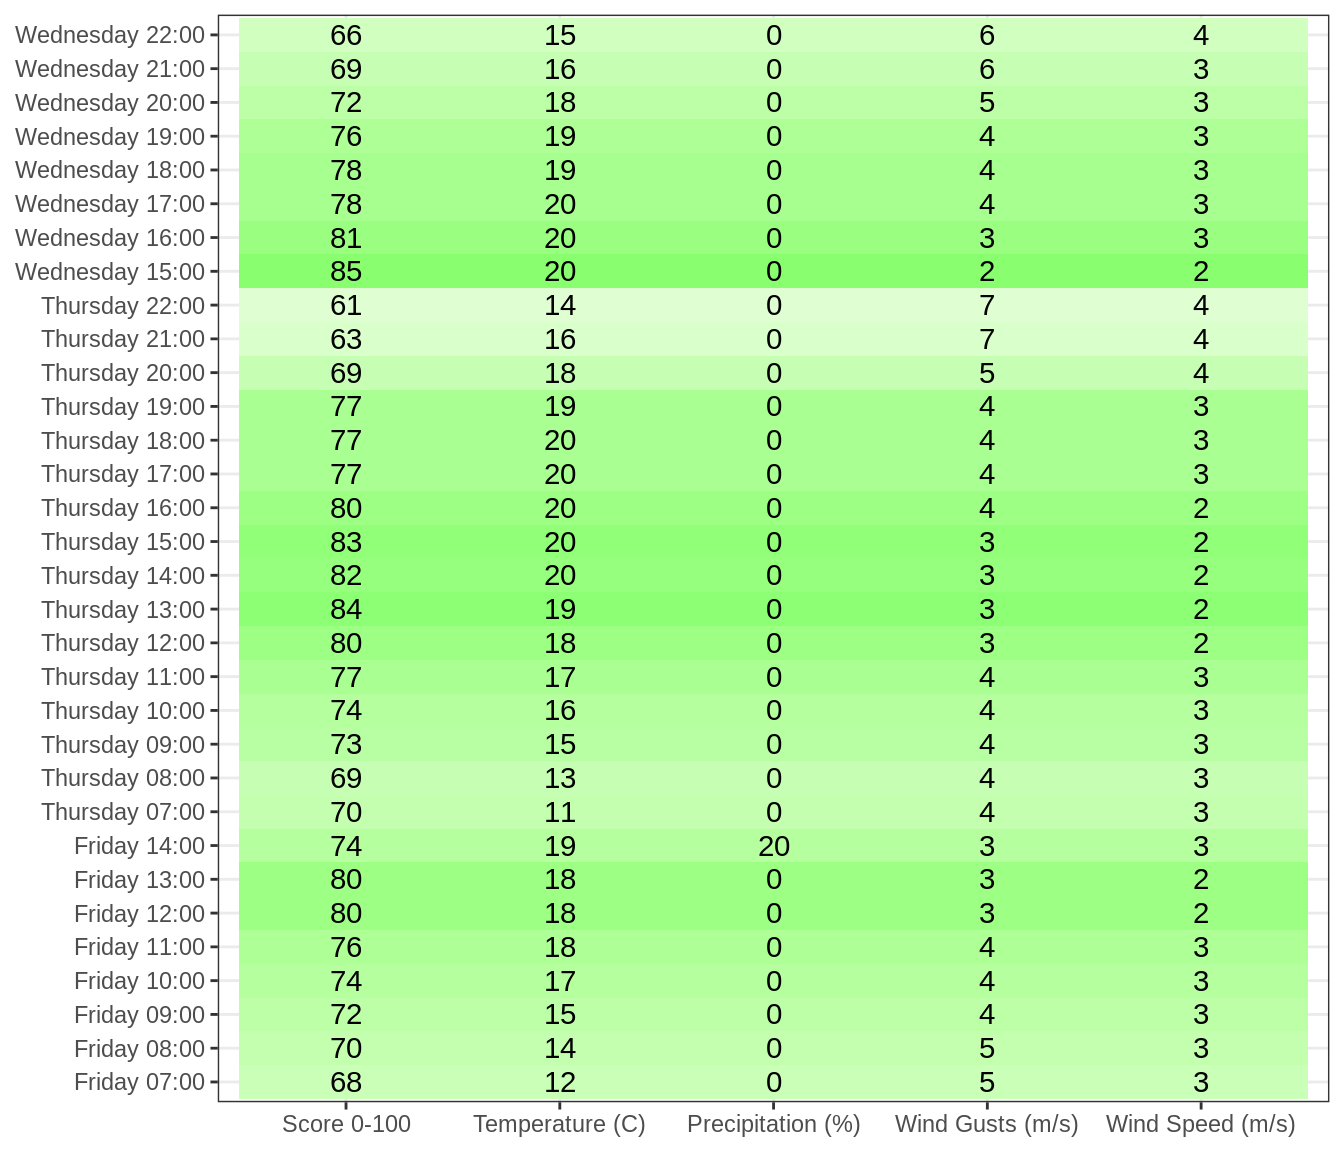 Wednesday 22:00 66 15 0 6 4
Wednesday 21:00 69 16 0 6 3
Wednesday 20:00 72 18 0 5 3
Wednesday 19:00 76 19 0 4 3
Wednesday 18:00 78 19 0 4 3
Wednesday 17:00 78 20 0 4 3
Wednesday 16:00 81 20 0 3 3
Wednesday 15:00 85 20 0 2 2
Thursday 22:00 61 14 0 7 4
Thursday 21:00 63 16 0 7 4
Thursday 20:00 69 18 0 5 4
Thursday 19:00 77 19 0 4 3
Thursday 18:00 77 20 0 4 3
Thursday 17:00 77 20 0 4 3
Thursday 16:00 80 20 0 4 2
Thursday 15:00 83 20 0 3 2
Thursday 14:00 82 20 0 3 2
Thursday 13:00 84 19 0 3 2
Thursday 12:00 80 18 0 3 2
Thursday 11:00 77 17 0 4 3
Thursday 10:00 74 16 0 4 3
Thursday 09:00 73 15 0 4 3
Thursday 08:00 69 13 0 4 3
Thursday 07:00 70 11 0 4 3
Friday 14:00 74 19 20 3 3
Friday 13:00 80 18 0 3 2
Friday 12:00 80 18 0 3 2
Friday 11:00 76 18 0 4 3
Friday 10:00 74 17 0 4 3
Friday 09:00 72 15 0 4 3
Friday 08:00 70 14 0 5 3
Friday 07:00 68 12 0 5 3
Score 0-100 Temperature (C) Precipitation (%) Wind Gusts (m/s) Wind Speed (m/s)